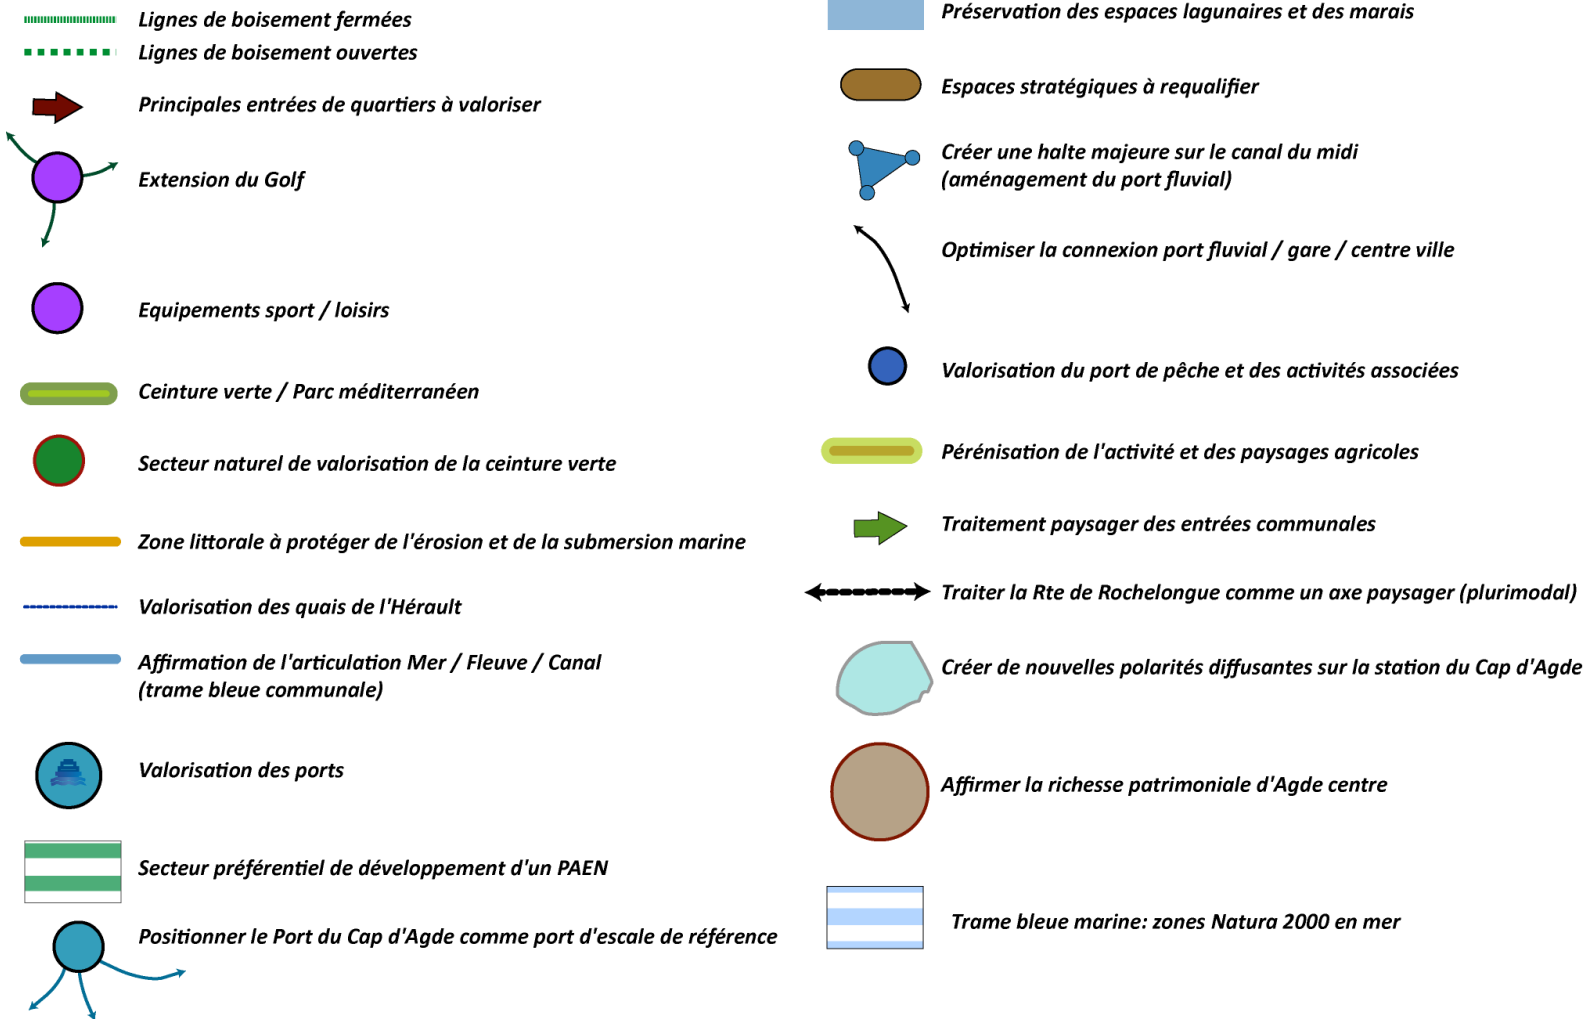 Lignes de boisement fermées
Lignes de boisement ouvertes
Principales entrées de quartiers à valoriser
Extension du Golf
Equipements sport / loisirs
Ceinture verte / Parc méditerranéen
Secteur naturel de valorisation de la ceinture verte
Zone littorale à protéger de l'érosion et de la submersion marine
Valorisation des quais de l'Hérault
Affirmation de l'articulation Mer / Fleuve / Canal
(trame bleue communale)
Valorisation des ports
Secteur préférentiel de développement d'un PAEN
Positionner le Port du Cap d'Agde comme port d'escale de référence
Préservation des espaces lagunaires et des marais
Espaces stratégiques à requalifier
Créer une halte majeure sur le canal du midi
(aménagement du port fluvial)
Optimiser la connexion port fluvial / gare / centre ville
Valorisation du port de pêche et des activités associées
Pérénisation de l'activité et des paysages agricoles
Traitement paysager des entrées communales
Traiter la Rte de Rochelongue comme un axe paysager (plurimodal)
Créer de nouvelles polarités diffusantes sur la station du Cap d'Agde
Affirmer la richesse patrimoniale d'Agde centre
Trame bleue marine: zones Natura 2000 en mer